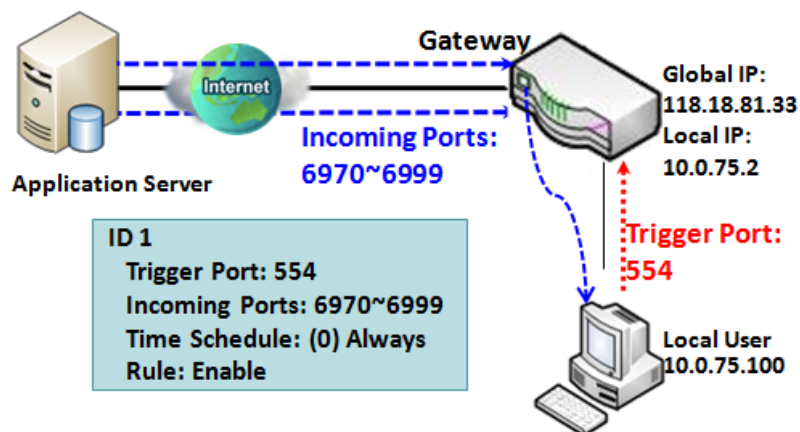 Gateway
Internet
Global IP:
118.18.81.33
Local IP:
10.0.75.2
Incoming Ports:
6970~6999
Application Server
Trigger Port:
554
ID 1
Trigger Port: 554
Incoming Ports: 6970~6999
Time Schedule: (0) Always
Rule: Enable
Local User
10.0.75.100